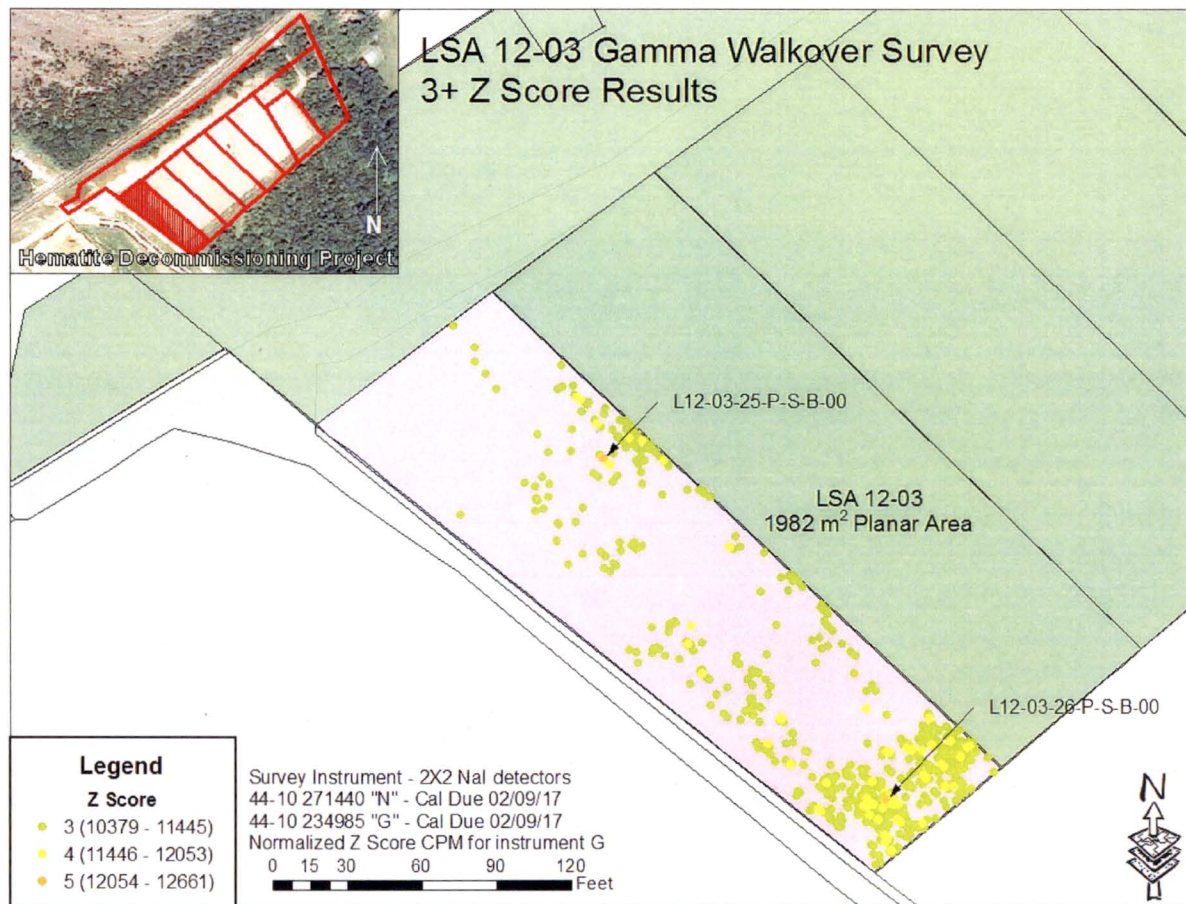 LSA 12-03 Gamma Walkover Survey
3+ Z Score Results
N
Hematite Decommissioning Project
L12-03-25-P-S-B-00
LSA 12-03
1982 m² Planar Area
L12-03-26-P-S-B-00
Legend
Z Score
3 (10379 - 11445)
4 (11446 - 12053)
5 (12054 - 12661)
Survey Instrument - 2X2 NaI detectors
44-10 271440 "N" - Cal Due 02/09/17
44-10 234985 "G" - Cal Due 02/09/17
Normalized Z Score CPM for instrument G
0 15 30 60 90 120
Feet
N